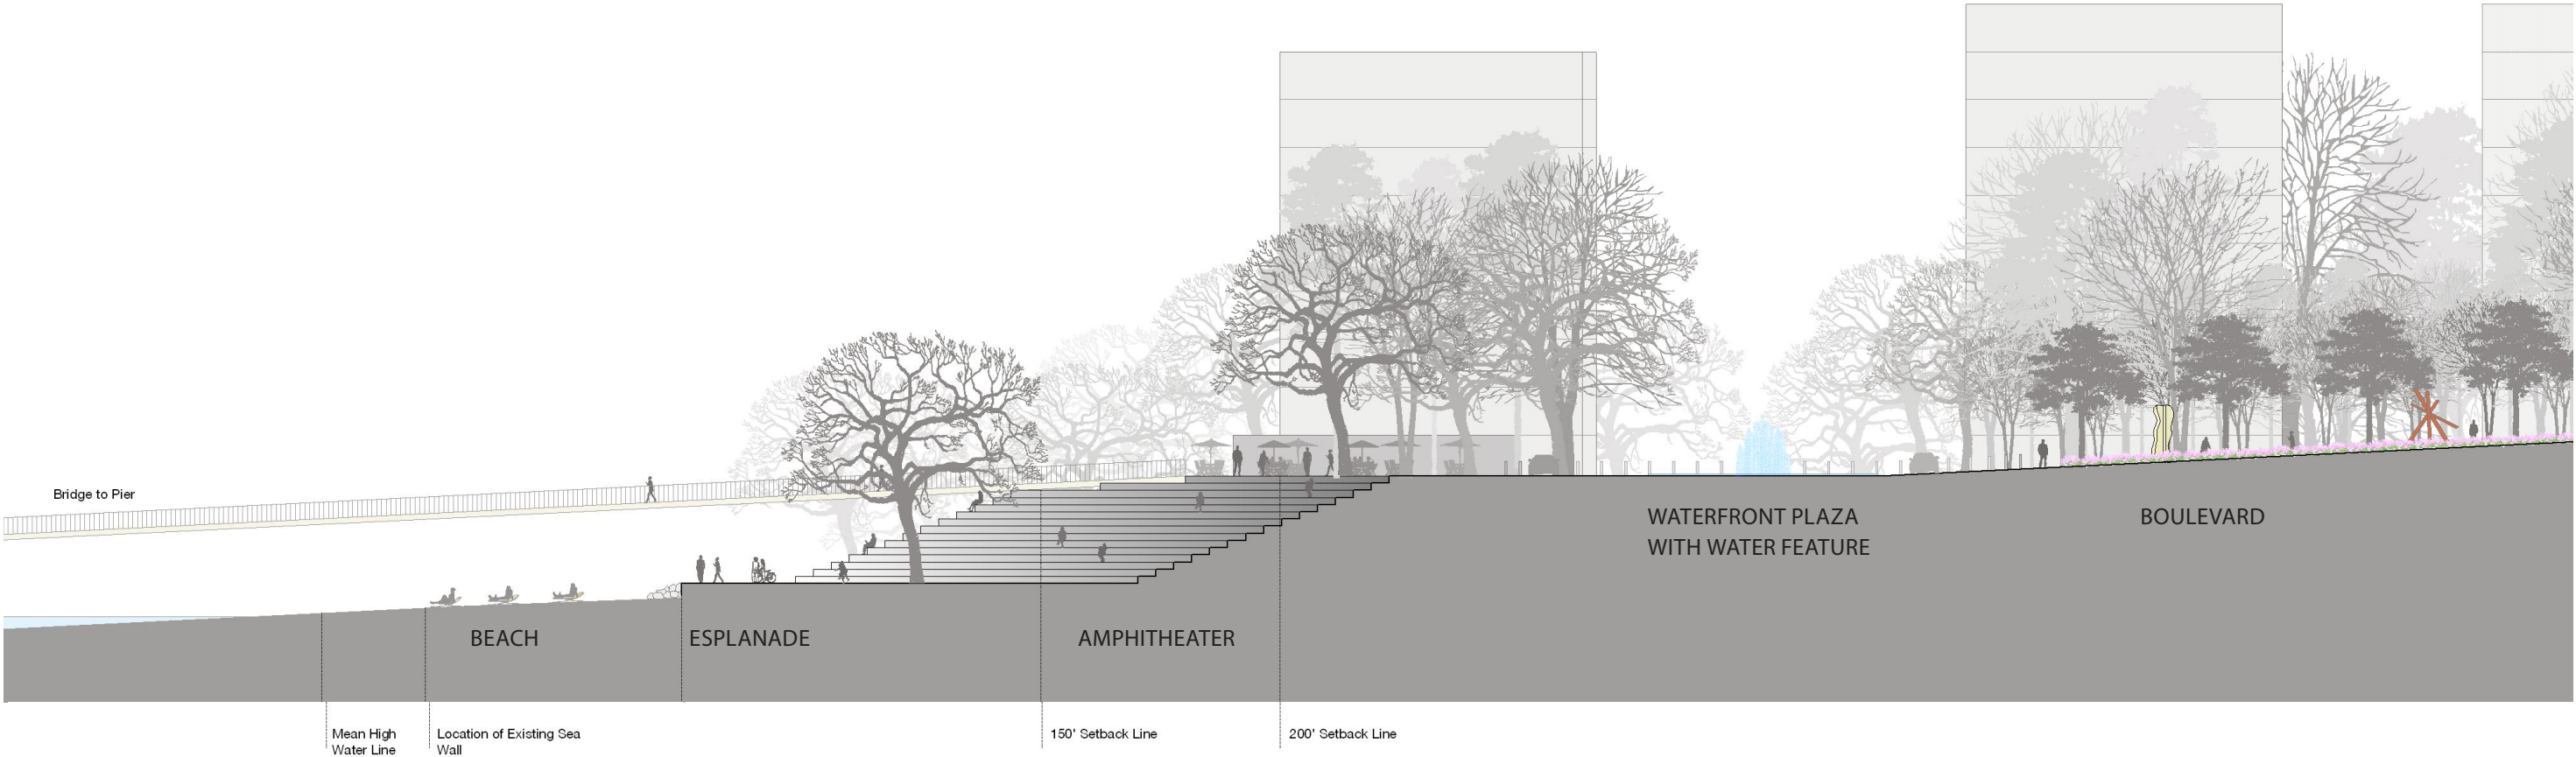 Bridge to Pier
WATERFRONT PLAZA
WITH WATER FEATURE
BOULEVARD
BEACH
ESPLANADE
AMPHITHEATER
Mean High
Water Line
Location of Existing Sea
Wall
150' Setback Line
200' Setback Line